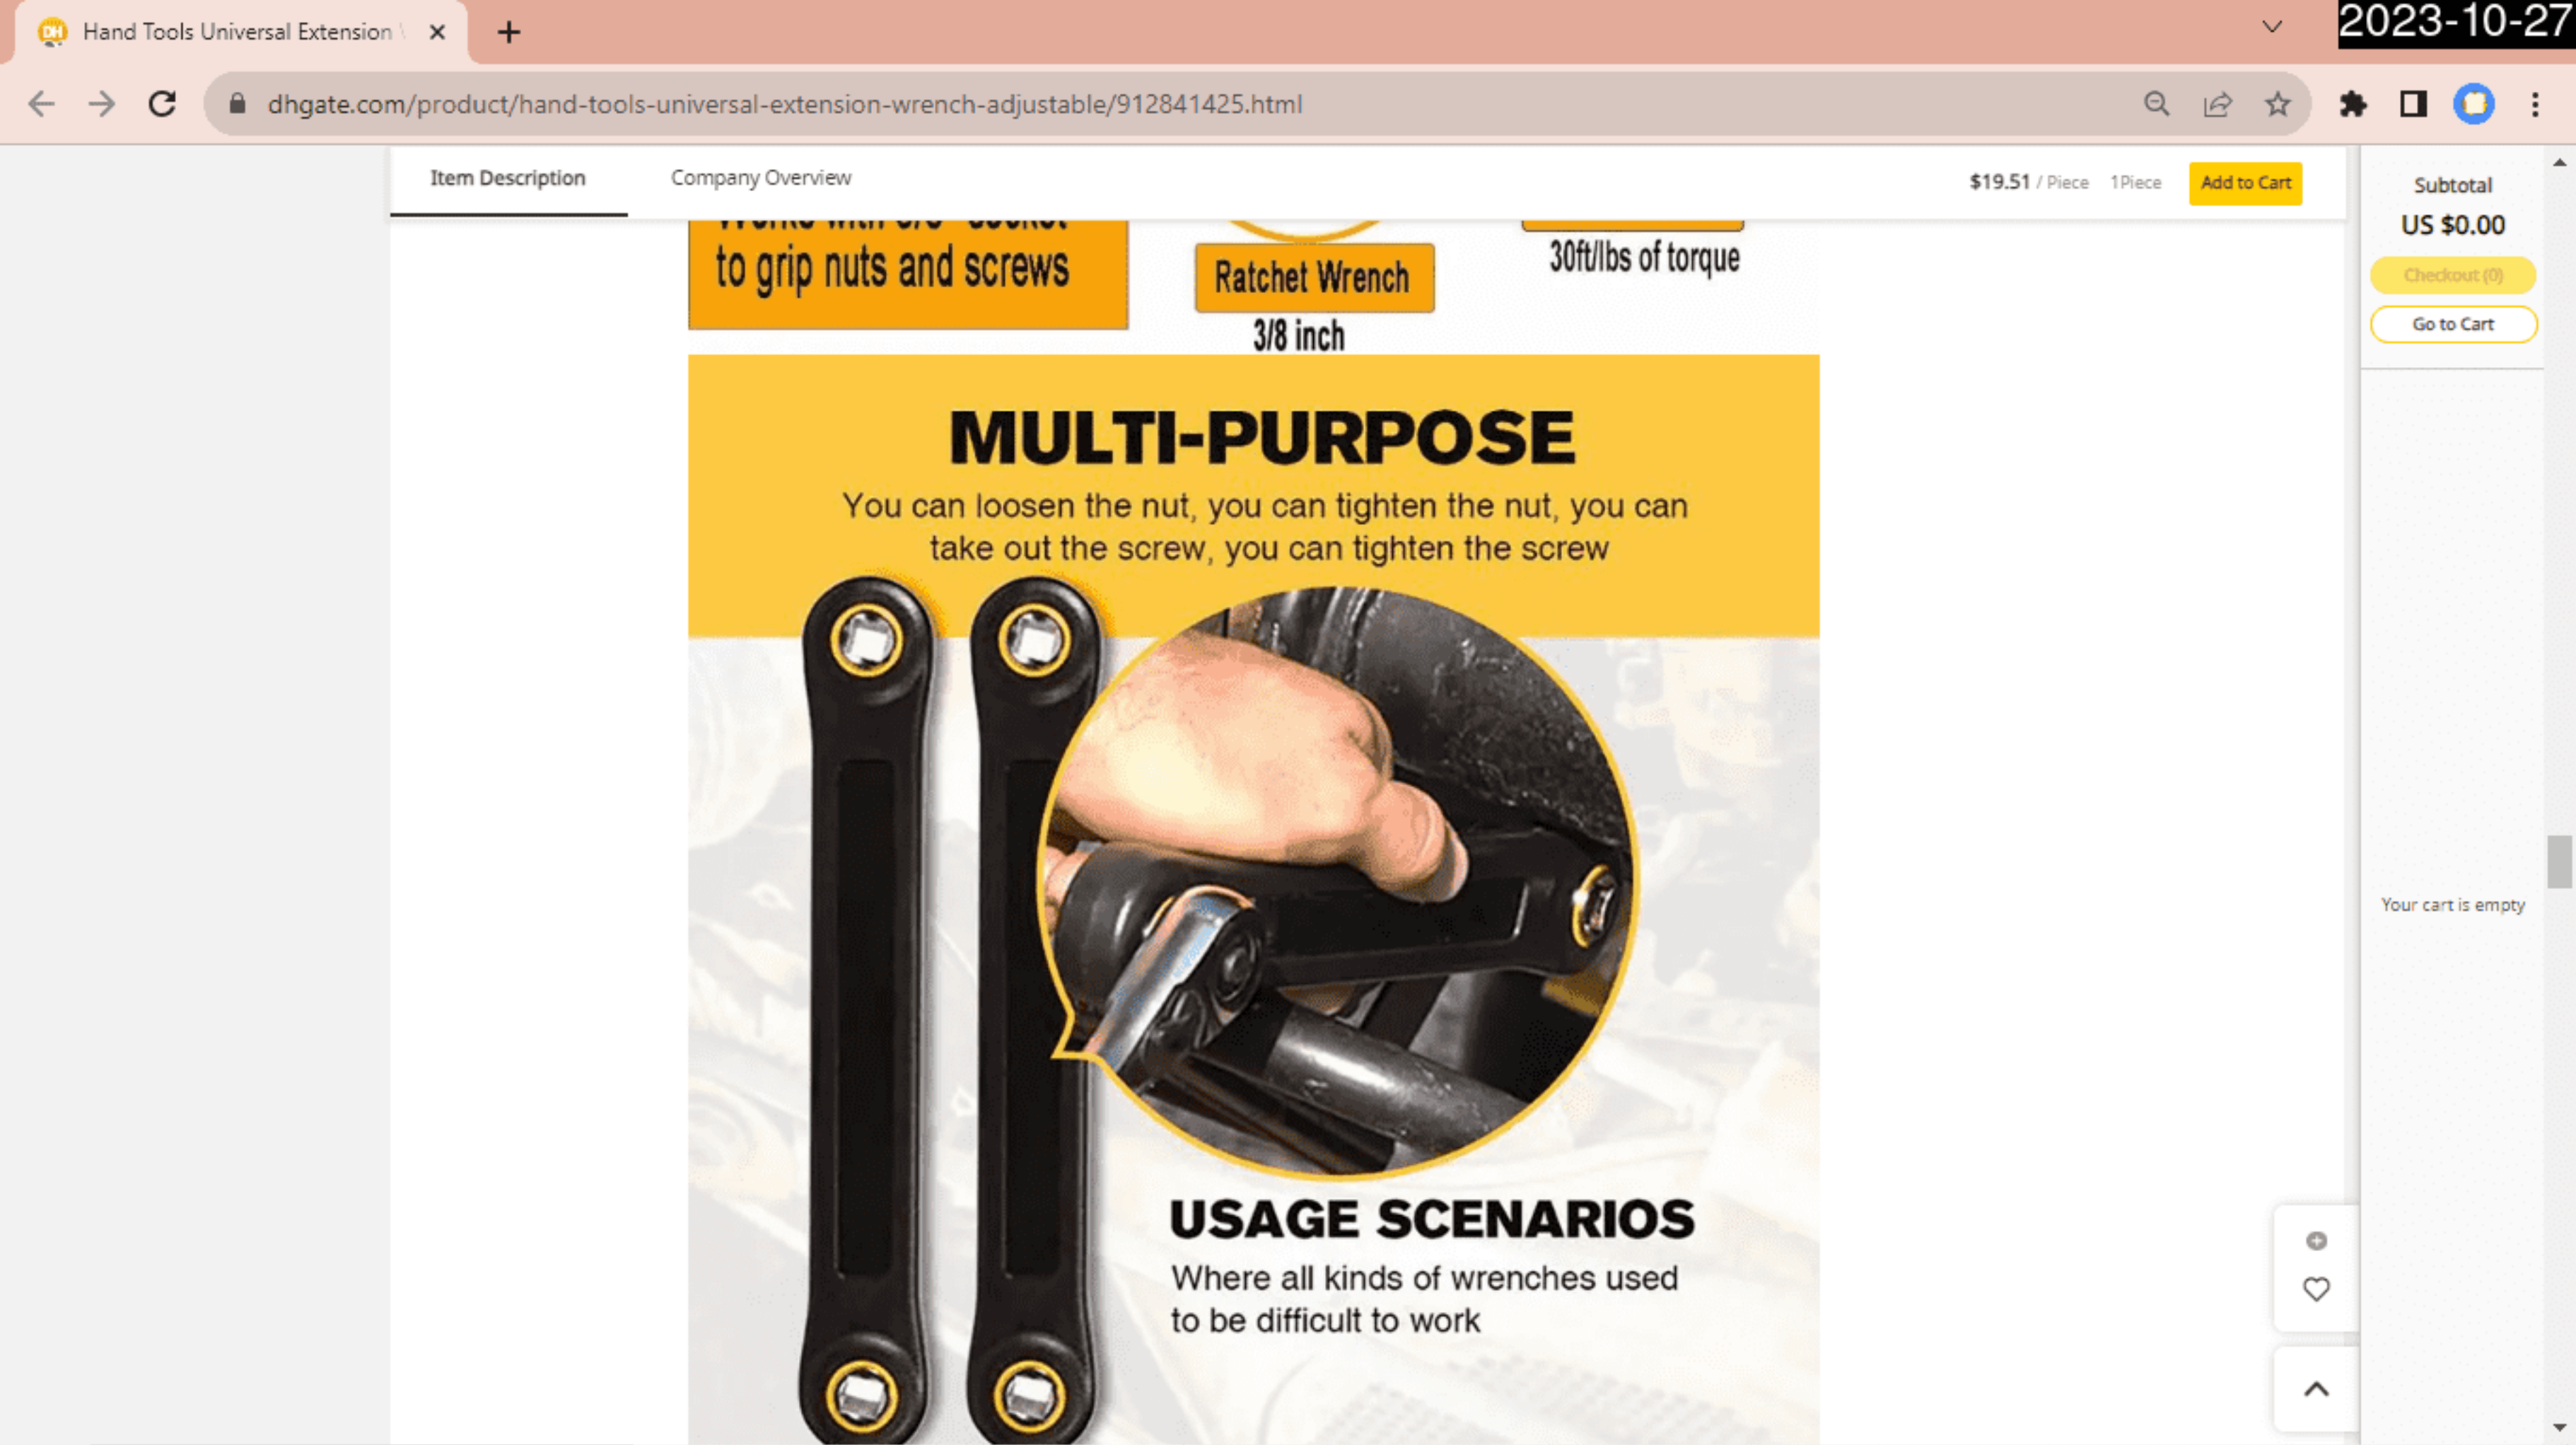 Hand Tools Universal Extension
2023-10-27
dhgate.com/product/hand-tools-universal-extension-wrench-adjustable/912841425.html
Item Description
Company Overview
$19.51 / Piece 1Piece
Add to Cart
Subtotal
US $0.00
Checkout (0)
Go to Cart
to grip nuts and screws
Ratchet Wrench
3/8 inch
30ft/lbs of torque
MULTI-PURPOSE
You can loosen the nut, you can tighten the nut, you can
take out the screw, you can tighten the screw
Your cart is empty
USAGE SCENARIOS
Where all kinds of wrenches used
to be difficult to work